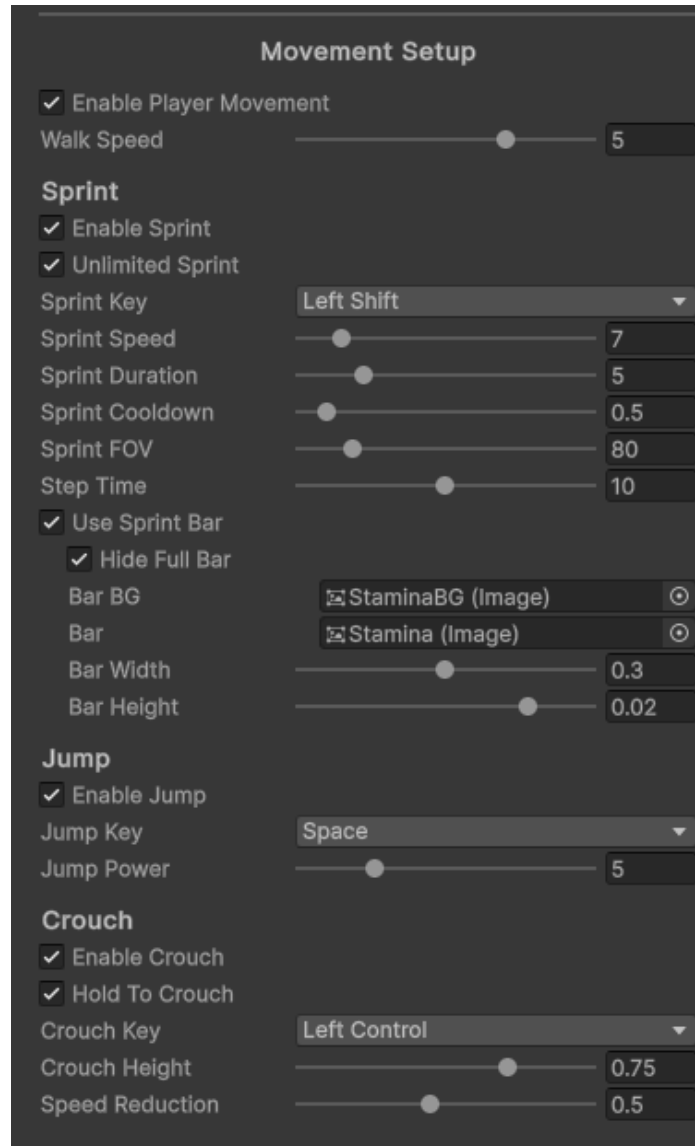 Movement Setup
Enable Player Movement
Walk Speed 5
Sprint
Enable Sprint
Unlimited Sprint
Sprint Key Left Shift
Sprint Speed 7
Sprint Duration 5
Sprint Cooldown 0.5
Sprint FOV 80
Step Time 10
Use Sprint Bar
Hide Full Bar
Bar BG StaminaBG (Image)
Bar Stamina (Image)
Bar Width 0.3
Bar Height 0.02
Jump
Enable Jump
Jump Key Space
Jump Power 5
Crouch
Enable Crouch
Hold To Crouch
Crouch Key Left Control
Crouch Height 0.75
Speed Reduction 0.5